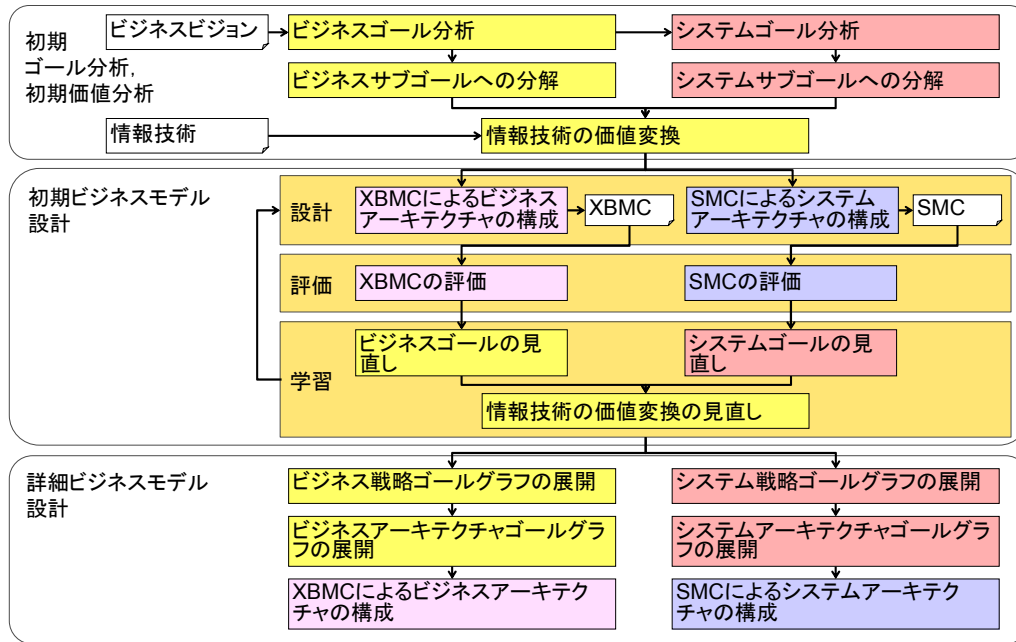 初期
ゴール分析,
初期価値分析
ビジネスビジョン
ビジネスゴール分析
システムゴール分析
ビジネスサブゴールへの分解
システムサブゴールへの分解
情報技術
情報技術の価値変換
初期ビジネスモデル
設計
設計
XBMCによるビジネス
アーキテクチャの構成
XBMC
SMCによるシステム
アーキテクチャの構成
SMC
評価
XBMCの評価
SMCの評価
学習
ビジネスゴールの見
直し
システムゴールの見
直し
情報技術の価値変換の見直し
詳細ビジネスモデル
設計
ビジネス戦略ゴールグラフの展開
システム戦略ゴールグラフの展開
ビジネスアーキテクチャゴールグラ
フの展開
システムアーキテクチャゴールグ
ラフの展開
XBMCによるビジネスアーキテク
チャの構成
SMCによるシステムアーキテク
チャの構成